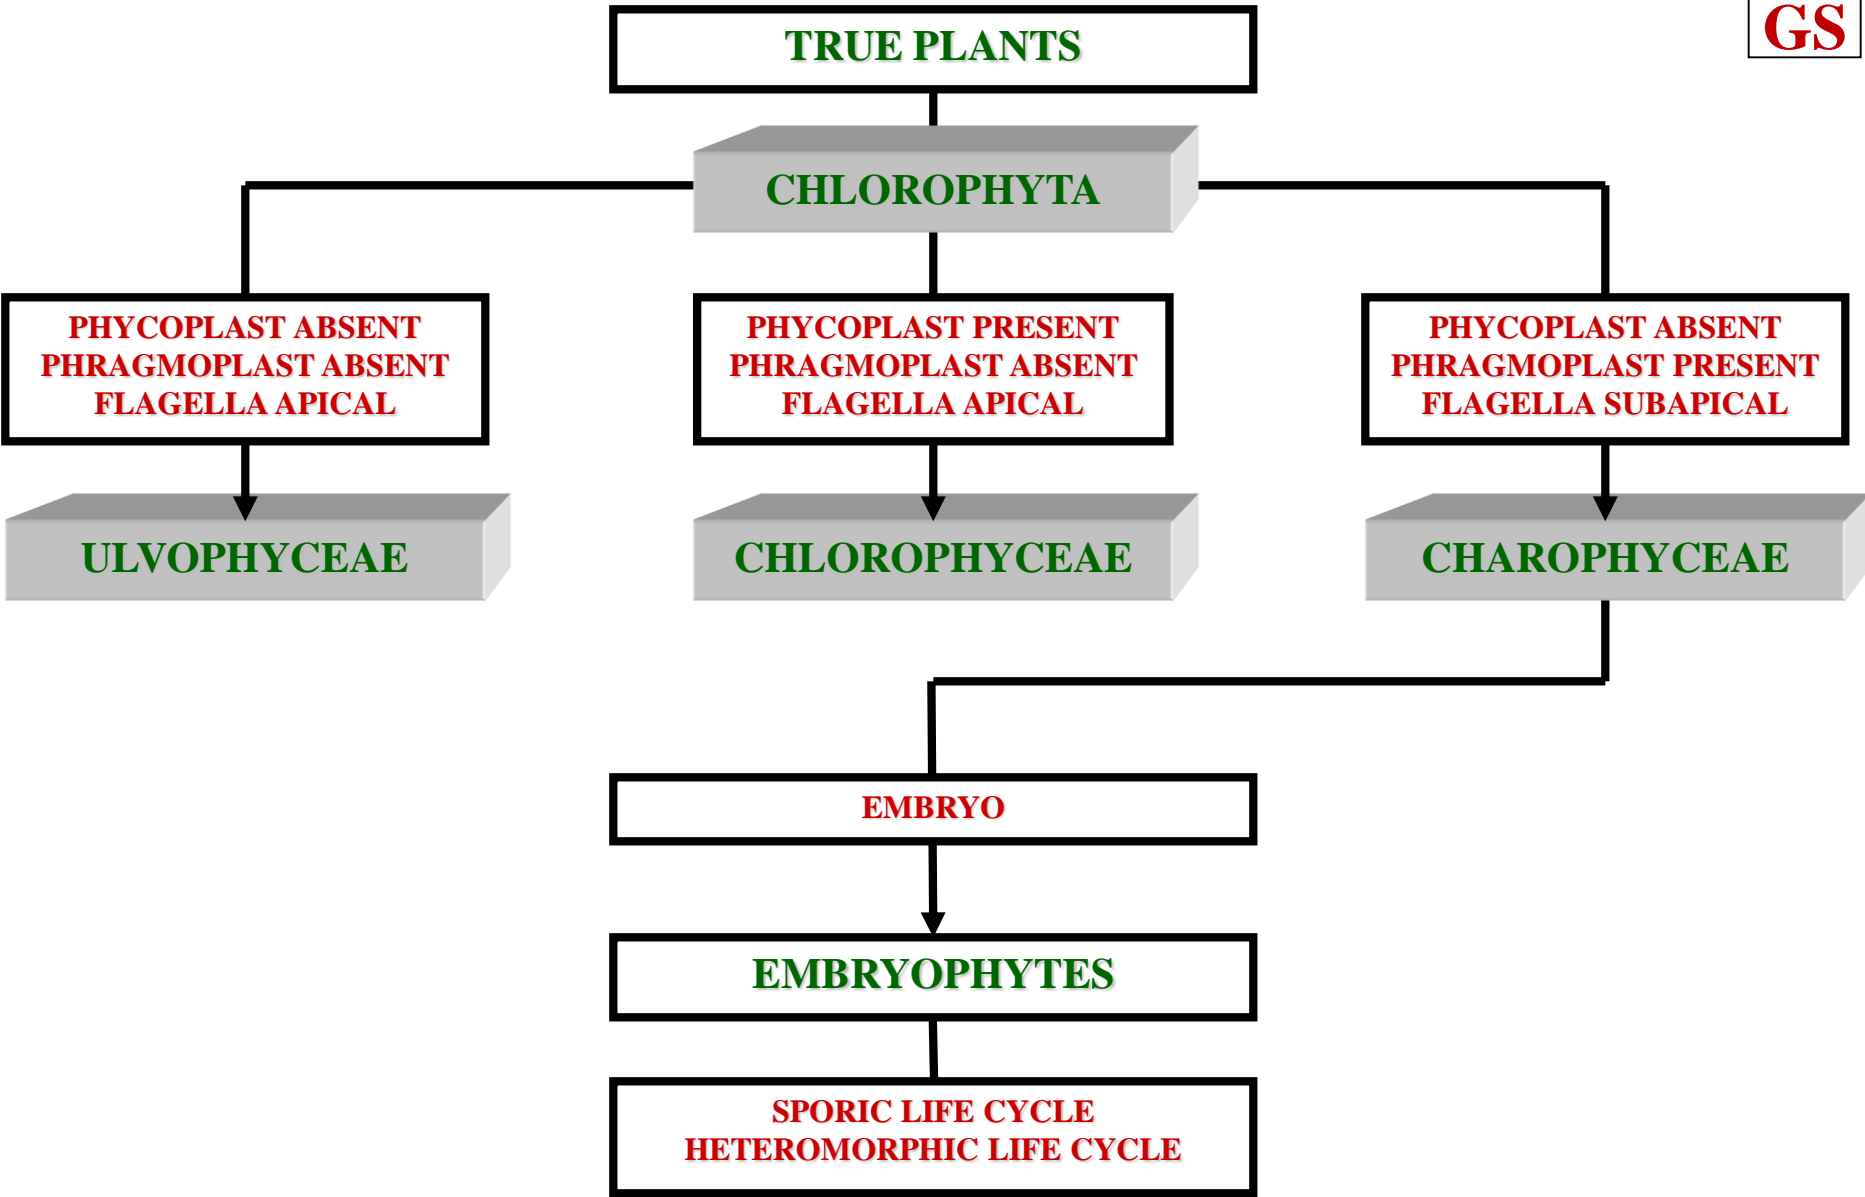 TRUE PLANTS
GS
CHLOROPHYTA
PHYCOPLAST ABSENT
PHRAGMOPLAST ABSENT
FLAGELLA APICAL
PHYCOPLAST PRESENT
PHRAGMOPLAST ABSENT
FLAGELLA APICAL
PHYCOPLAST ABSENT
PHRAGMOPLAST PRESENT
FLAGELLA SUBAPICAL
ULVOPHYCEAE
CHLOROPHYCEAE
CHAROPHYCEAE
EMBRYO
EMBRYOPHYTES
SPORIC LIFE CYCLE
HETEROMORPHIC LIFE CYCLE